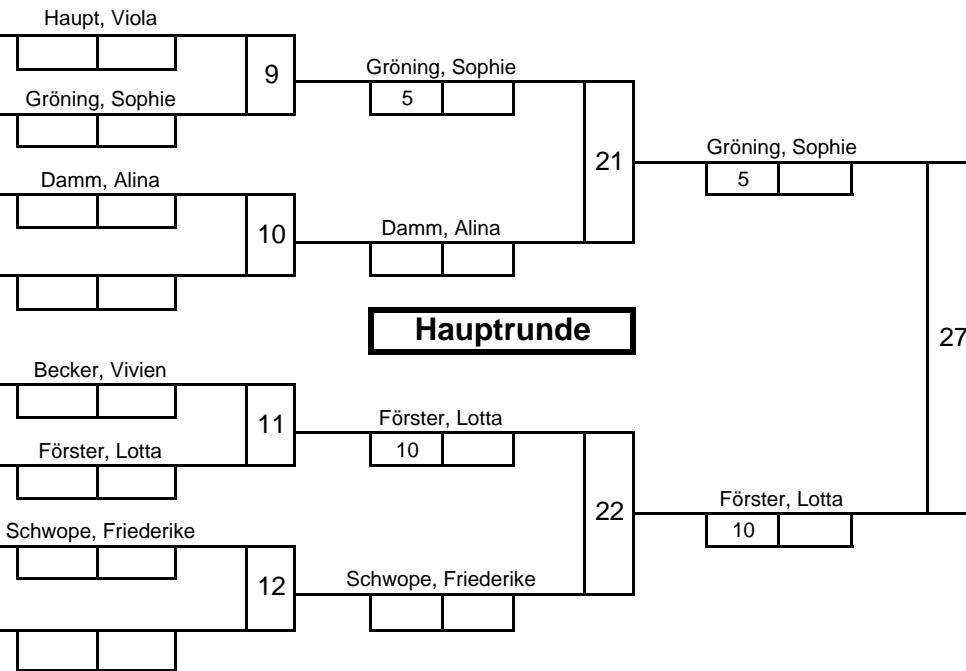 Haupt, Viola
9
Gröning, Sophie
Gröning, Sophie
5
21
Gröning, Sophie
5
Damm, Alina
10
Damm, Alina
Hauptrunde
27
Becker, Vivien
11
Förster, Lotta
Förster, Lotta
10
22
Förster, Lotta
10
Schwope, Friederike
12
Schwope, Friederike